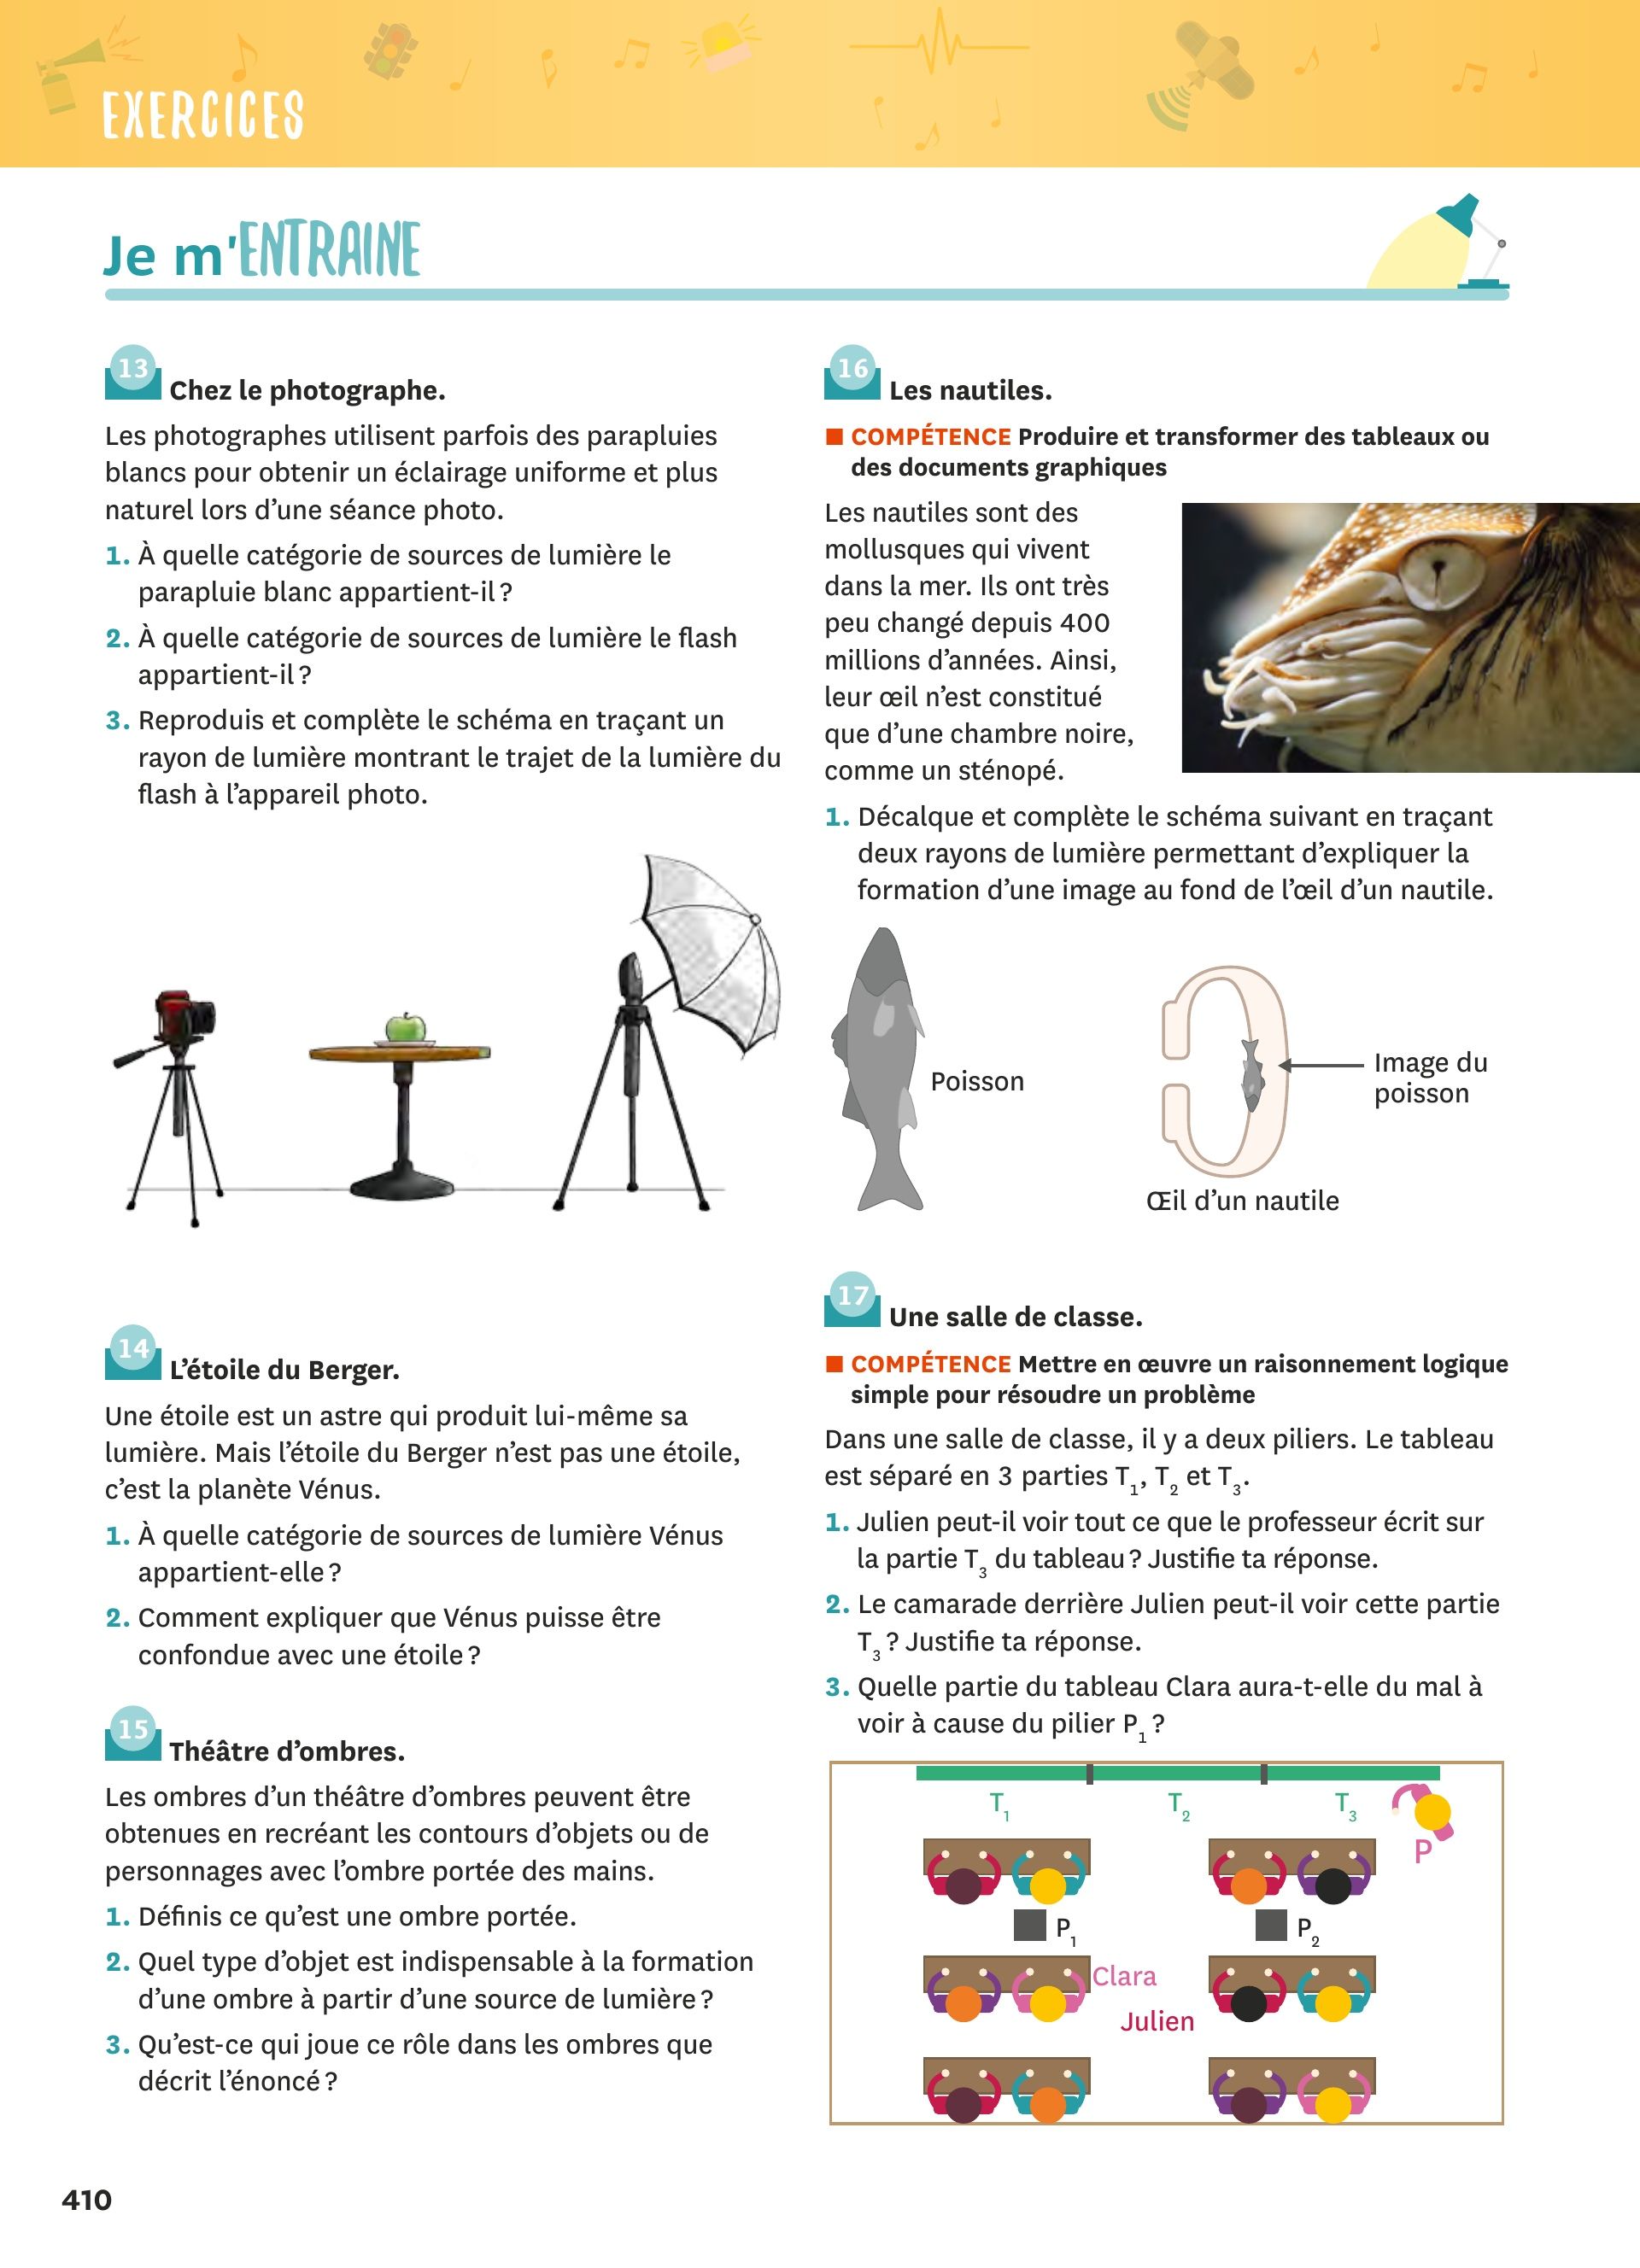 EXERCICES
Je m'ENTRAINE
13 Chez le photographe.
Les photographes utilisent parfois des parapluies
blancs pour obtenir un éclairage uniforme et plus
naturel lors d’une séance photo.
1. À quelle catégorie de sources de lumière le
parapluie blanc appartient-il ?
2. À quelle catégorie de sources de lumière le flash
appartient-il ?
3. Reproduis et complète le schéma en traçant un
rayon de lumière montrant le trajet de la lumière du
flash à l’appareil photo.
14 L’étoile du Berger.
Une étoile est un astre qui produit lui-même sa
lumière. Mais l’étoile du Berger n’est pas une étoile,
c’est la planète Vénus.
1. À quelle catégorie de sources de lumière Vénus
appartient-elle ?
2. Comment expliquer que Vénus puisse être
confondue avec une étoile ?
15 Théâtre d’ombres.
Les ombres d’un théâtre d’ombres peuvent être
obtenues en recréant les contours d’objets ou de
personnages avec l’ombre portée des mains.
1. Définis ce qu’est une ombre portée.
2. Quel type d’objet est indispensable à la formation
d’une ombre à partir d’une source de lumière ?
3. Qu’est-ce qui joue ce rôle dans les ombres que
décrit l’énoncé ?
16 Les nautiles.
COMPÉTENCE Produire et transformer des tableaux ou
des documents graphiques
Les nautiles sont des
mollusques qui vivent
dans la mer. Ils ont très
peu changé depuis 400
millions d’années. Ainsi,
leur œil n’est constitué
que d’une chambre noire,
comme un sténopé.
1. Décalque et complète le schéma suivant en traçant
deux rayons de lumière permettant d’expliquer la
formation d’une image au fond de l’œil d’un nautile.
Poisson
Image du
poisson
Œil d’un nautile
17 Une salle de classe.
COMPÉTENCE Mettre en œuvre un raisonnement logique
simple pour résoudre un problème
Dans une salle de classe, il y a deux piliers. Le tableau
est séparé en 3 parties T₁, T₂ et T₃.
1. Julien peut-il voir tout ce que le professeur écrit sur
la partie T₃ du tableau ? Justifie ta réponse.
2. Le camarade derrière Julien peut-il voir cette partie
T₃ ? Justifie ta réponse.
3. Quelle partie du tableau Clara aura-t-elle du mal à
voir à cause du pilier P₁ ?
T₁ T₂ T₃
P
P₁ P₂
Clara
Julien
410